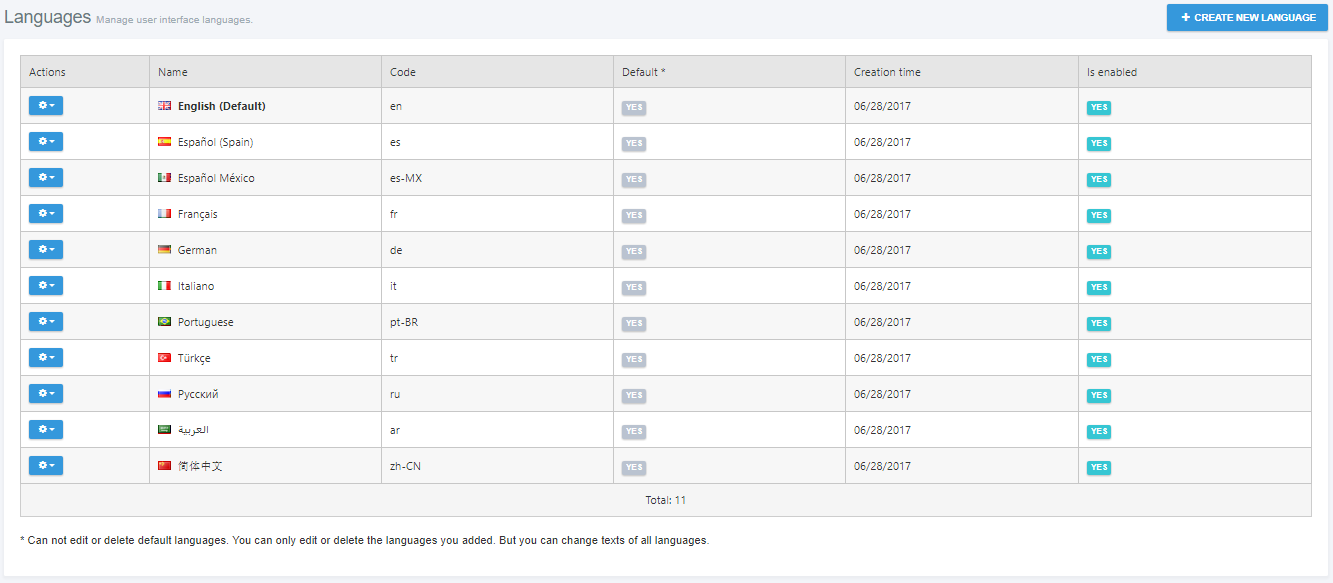 Languages Manage user interface languages.
+ CREATE NEW LANGUAGE
Actions Name Code Default * Creation time Is enabled
English (Default) en YES 06/28/2017 YES
Español (Spain) es YES 06/28/2017 YES
Español México es-MX YES 06/28/2017 YES
Français fr YES 06/28/2017 YES
German de YES 06/28/2017 YES
Italiano it YES 06/28/2017 YES
Portuguese pt-BR YES 06/28/2017 YES
Türkçe tr YES 06/28/2017 YES
Русский ru YES 06/28/2017 YES
العربية ar YES 06/28/2017 YES
简体中文 zh-CN YES 06/28/2017 YES
Total: 11
* Can not edit or delete default languages. You can only edit or delete the languages you added. But you can change texts of all languages.